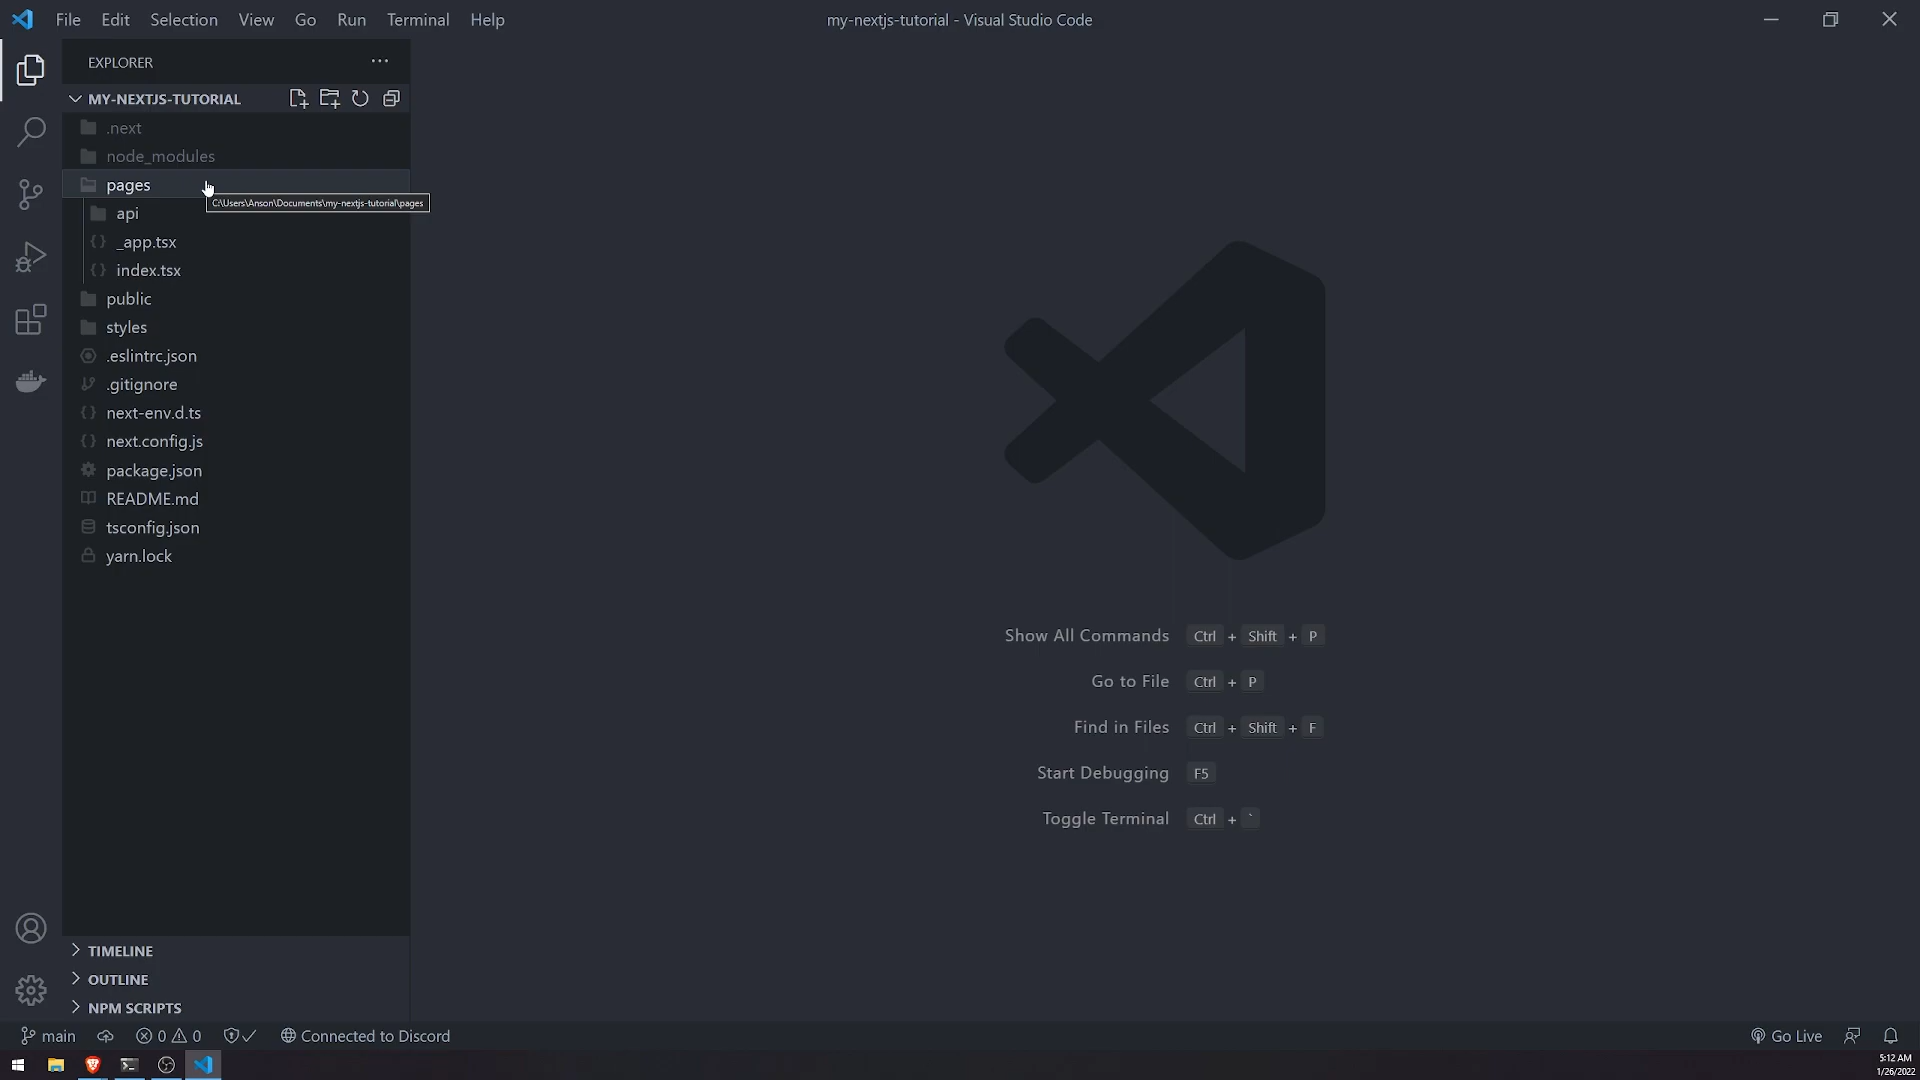 File Edit Selection View Go Run Terminal Help
my-nextjs-tutorial - Visual Studio Code
EXPLORER
MY-NEXTJS-TUTORIAL
.next
node_modules
pages
C:\Users\Anson\Documents\my-nextjs-tutorial\pages
api
_app.tsx
index.tsx
public
styles
.eslintrc.json
.gitignore
next-env.d.ts
next.config.js
package.json
README.md
tsconfig.json
yarn.lock
Show All Commands Ctrl + Shift + P
Go to File Ctrl + P
Find in Files Ctrl + Shift + F
Start Debugging F5
Toggle Terminal Ctrl + `
TIMELINE
OUTLINE
NPM SCRIPTS
main 0 0 Connected to Discord Go Live
5:12 AM
1/26/2022